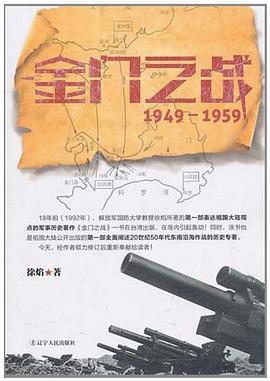 金门之战
1949—1959
18年前（1992年），解放军国防大学教授徐焰所著的第一部表达祖国大陆观
点的军事历史著作《金门之战》一书在台湾出版，在岛内引起轰动！同时，该书也
是祖国大陆公开出版的第一部全面阐述20世纪50年代东南沿海作战的历史专著。
今天，经作者倾力修订后重新奉献给读者！
徐焰★著
辽宁人民出版社